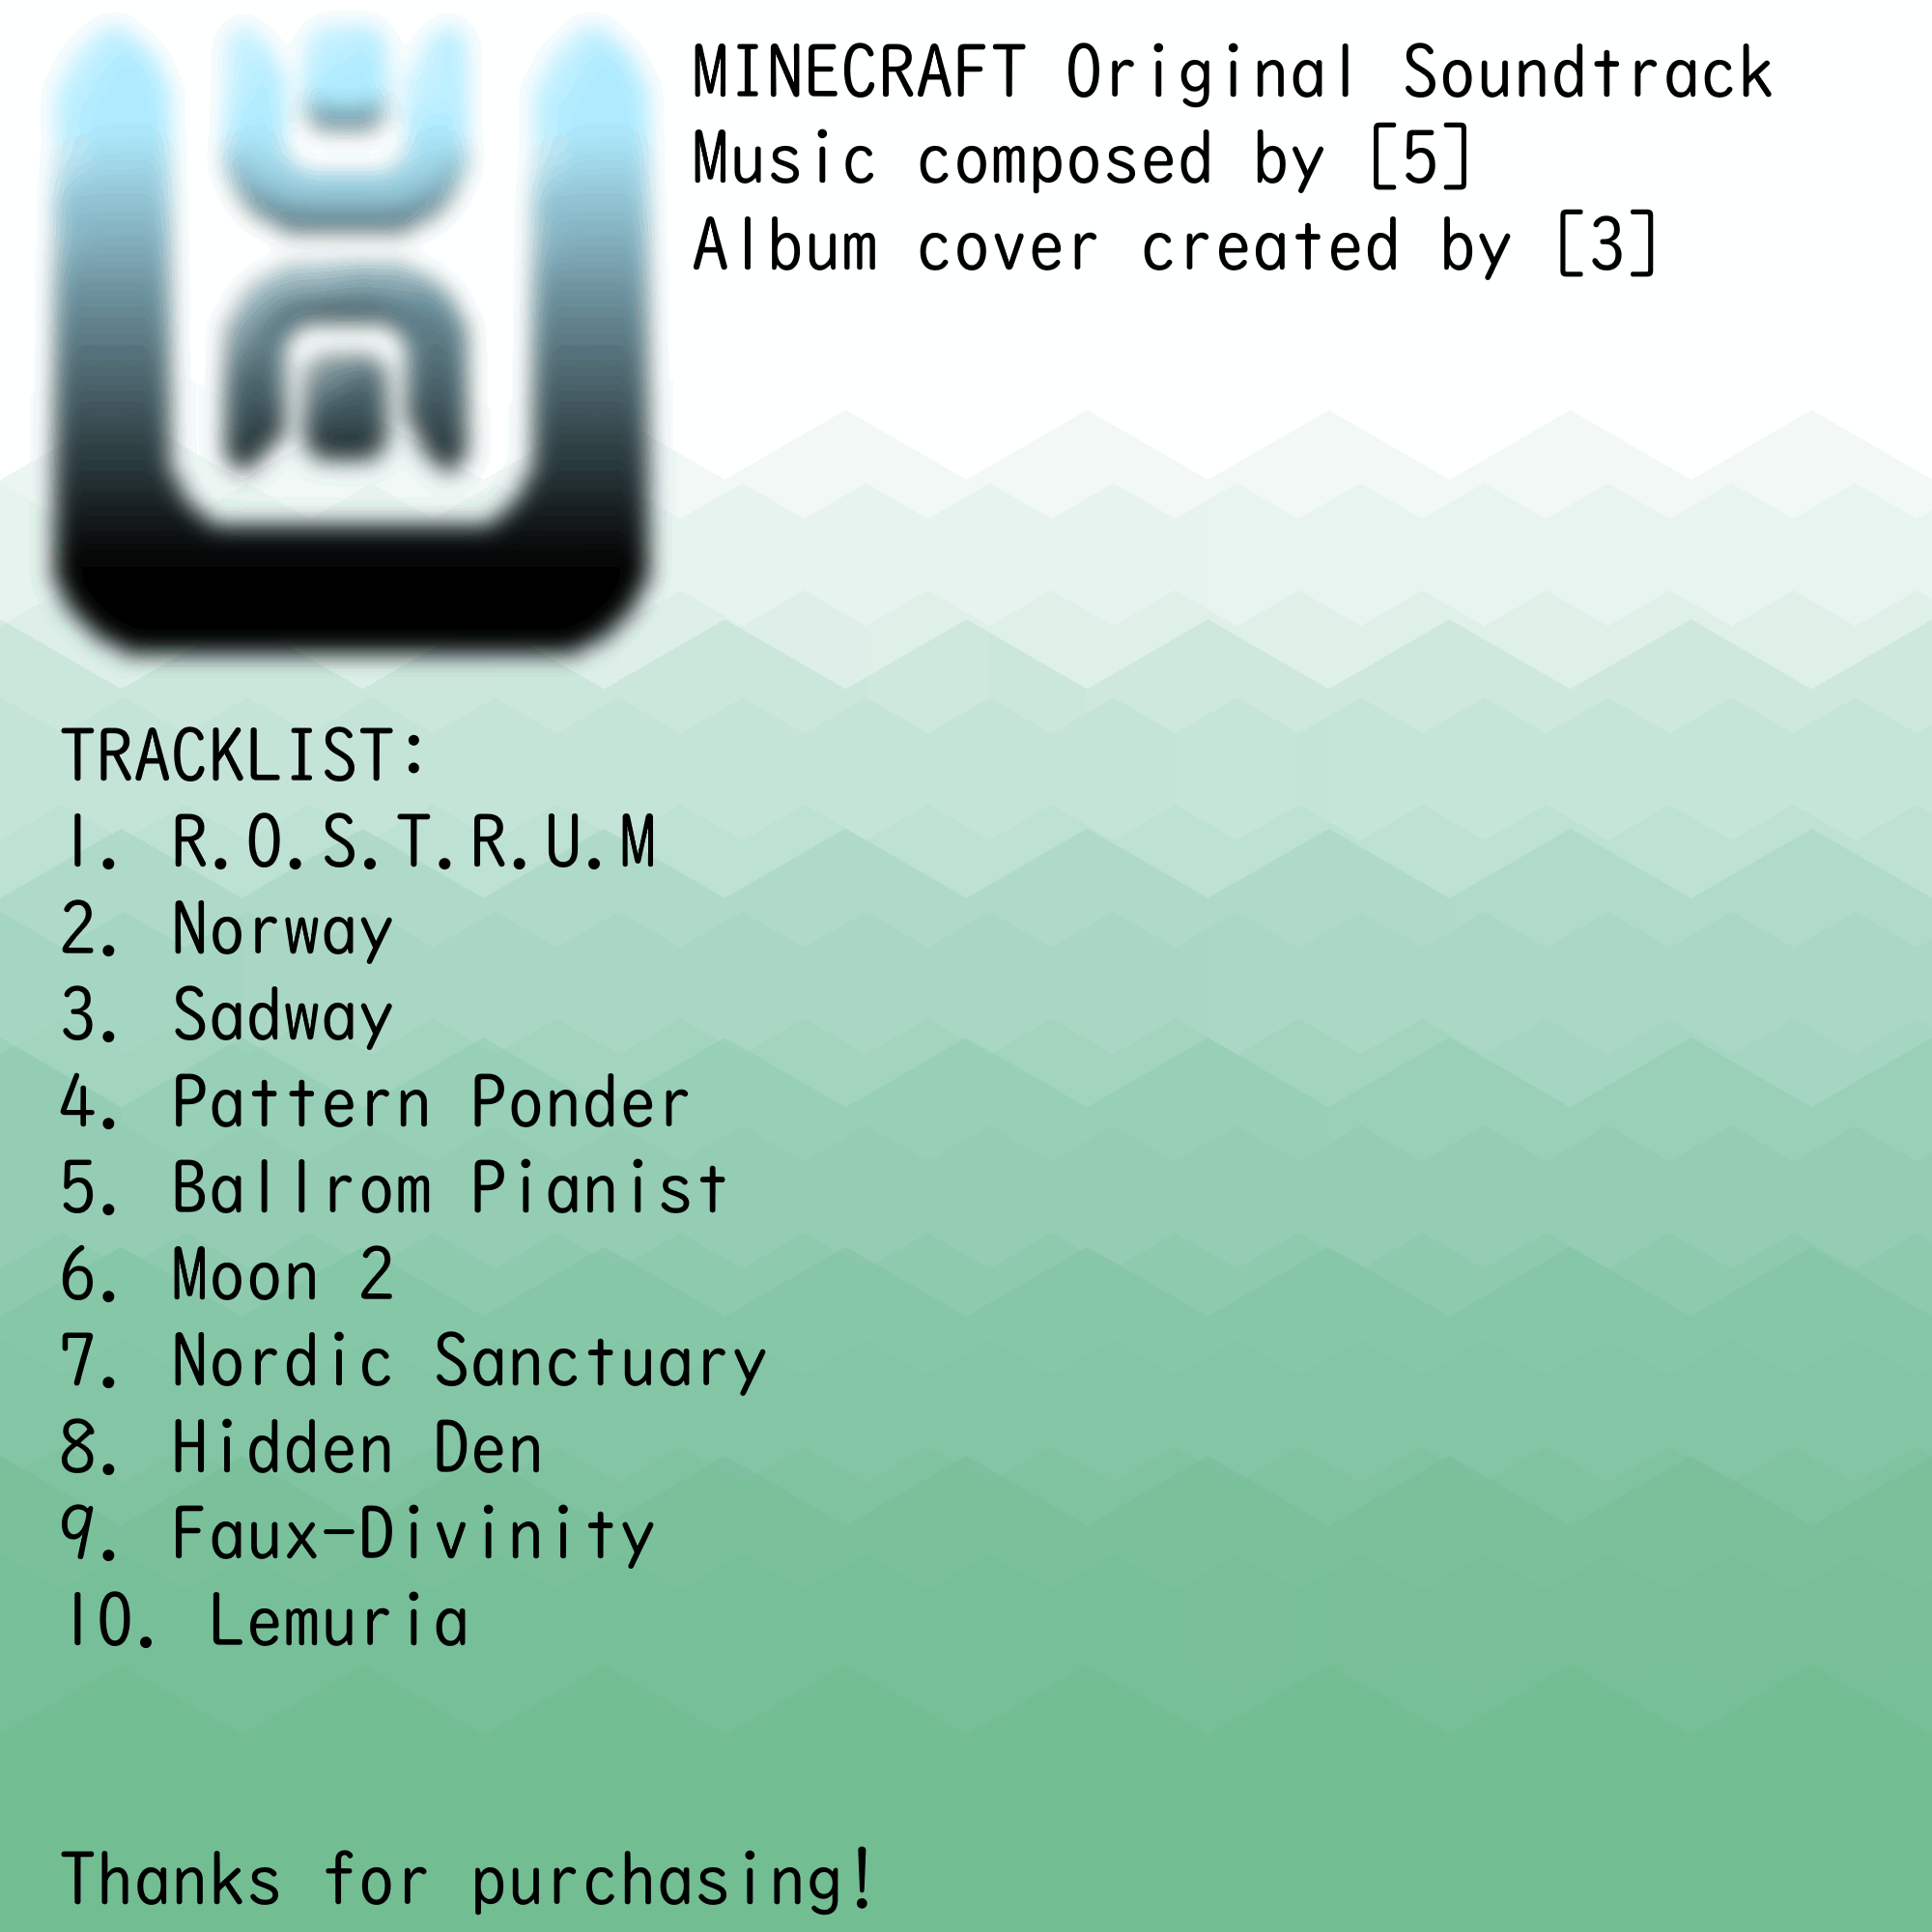 MINECRAFT Original Soundtrack
Music composed by [5]
Album cover created by [3]
TRACKLIST:
1. R.O.S.T.R.U.M
2. Norway
3. Sadway
4. Pattern Ponder
5. Ballrom Pianist
6. Moon 2
7. Nordic Sanctuary
8. Hidden Den
9. Faux-Divinity
10. Lemuria
Thanks for purchasing!